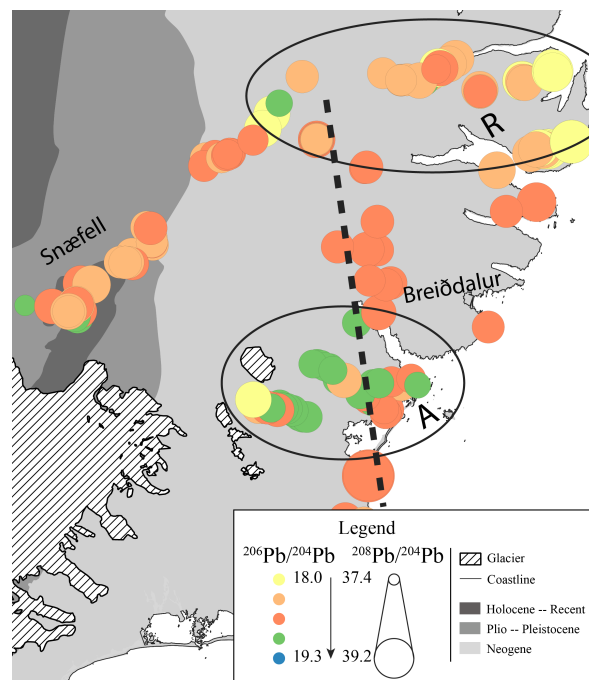 R
Snæfell
Breiðdalur
A
Legend
²⁰⁶Pb/²⁰⁴Pb ²⁰⁸Pb/²⁰⁴Pb
18.0 37.4
19.3 39.2
Glacier
Coastline
Holocene -- Recent
Plio -- Pleistocene
Neogene